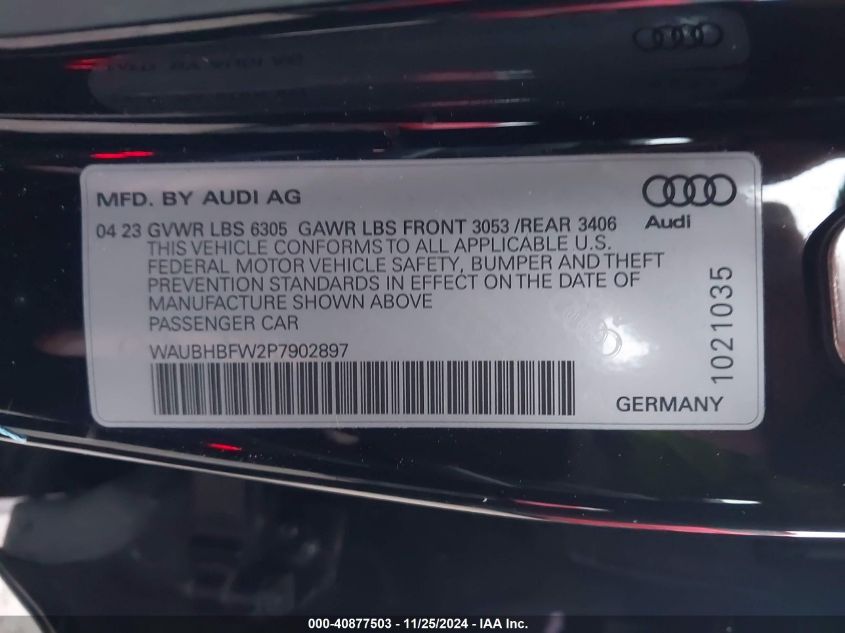 MFD. BY AUDI AG
Audi
04 23 GVWR LBS 6305 GAWR LBS FRONT 3053 /REAR 3406
THIS VEHICLE CONFORMS TO ALL APPLICABLE U.S.
FEDERAL MOTOR VEHICLE SAFETY, BUMPER AND THEFT
PREVENTION STANDARDS IN EFFECT ON THE DATE OF
MANUFACTURE SHOWN ABOVE
PASSENGER CAR
WAUBHBFW2P7902897
1021035
GERMANY
000-40877503 - 11/25/2024 - IAA Inc.